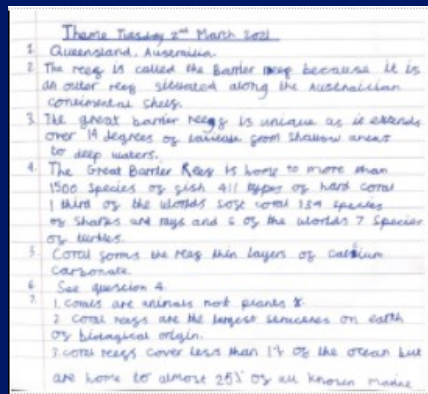 Theme Tuesday 2nd March 2021
1. Queensland, Australia.
2. The reef is called the Barrier reef because it is
an outer reef situated along the Australian
continental shelf.
3. The great barrier reef is unique as it extends
over 14 degrees of latitude from shallow areas
to deep waters.
4. The Great Barrier Reef is home to more than
1500 species of fish 411 types of hard coral
1 third of the worlds soft coral 134 species
of sharks and rays and 6 of the worlds 7 species
of turtles.
5. Coral forms the reef thin layers of calcium
carbonate.
6. See question 4.
7. 1. corals are animals not plants
2. Coral reefs are the largest structures on earth
of biological origin.
3. coral reefs cover less than 1% of the ocean but
are home to almost 25% of all known marine